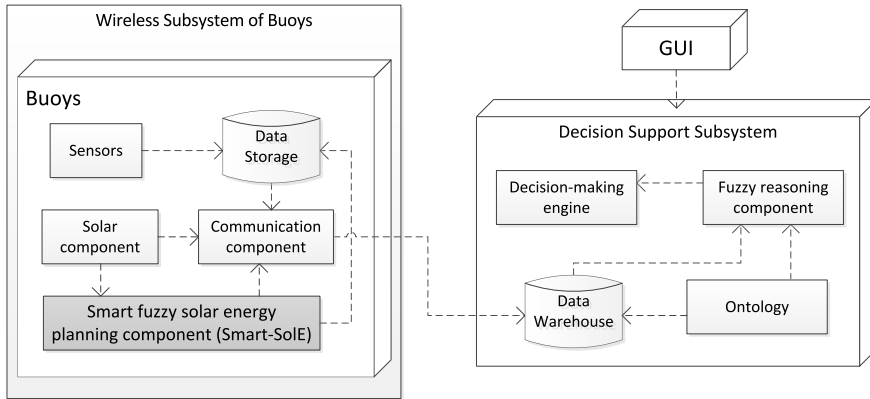 Wireless Subsystem of Buoys
Buoys
Sensors
Data
Storage
Solar
component
Communication
component
Smart fuzzy solar energy
planning component (Smart-SolE)
GUI
Decision Support Subsystem
Decision-making
engine
Fuzzy reasoning
component
Data
Warehouse
Ontology